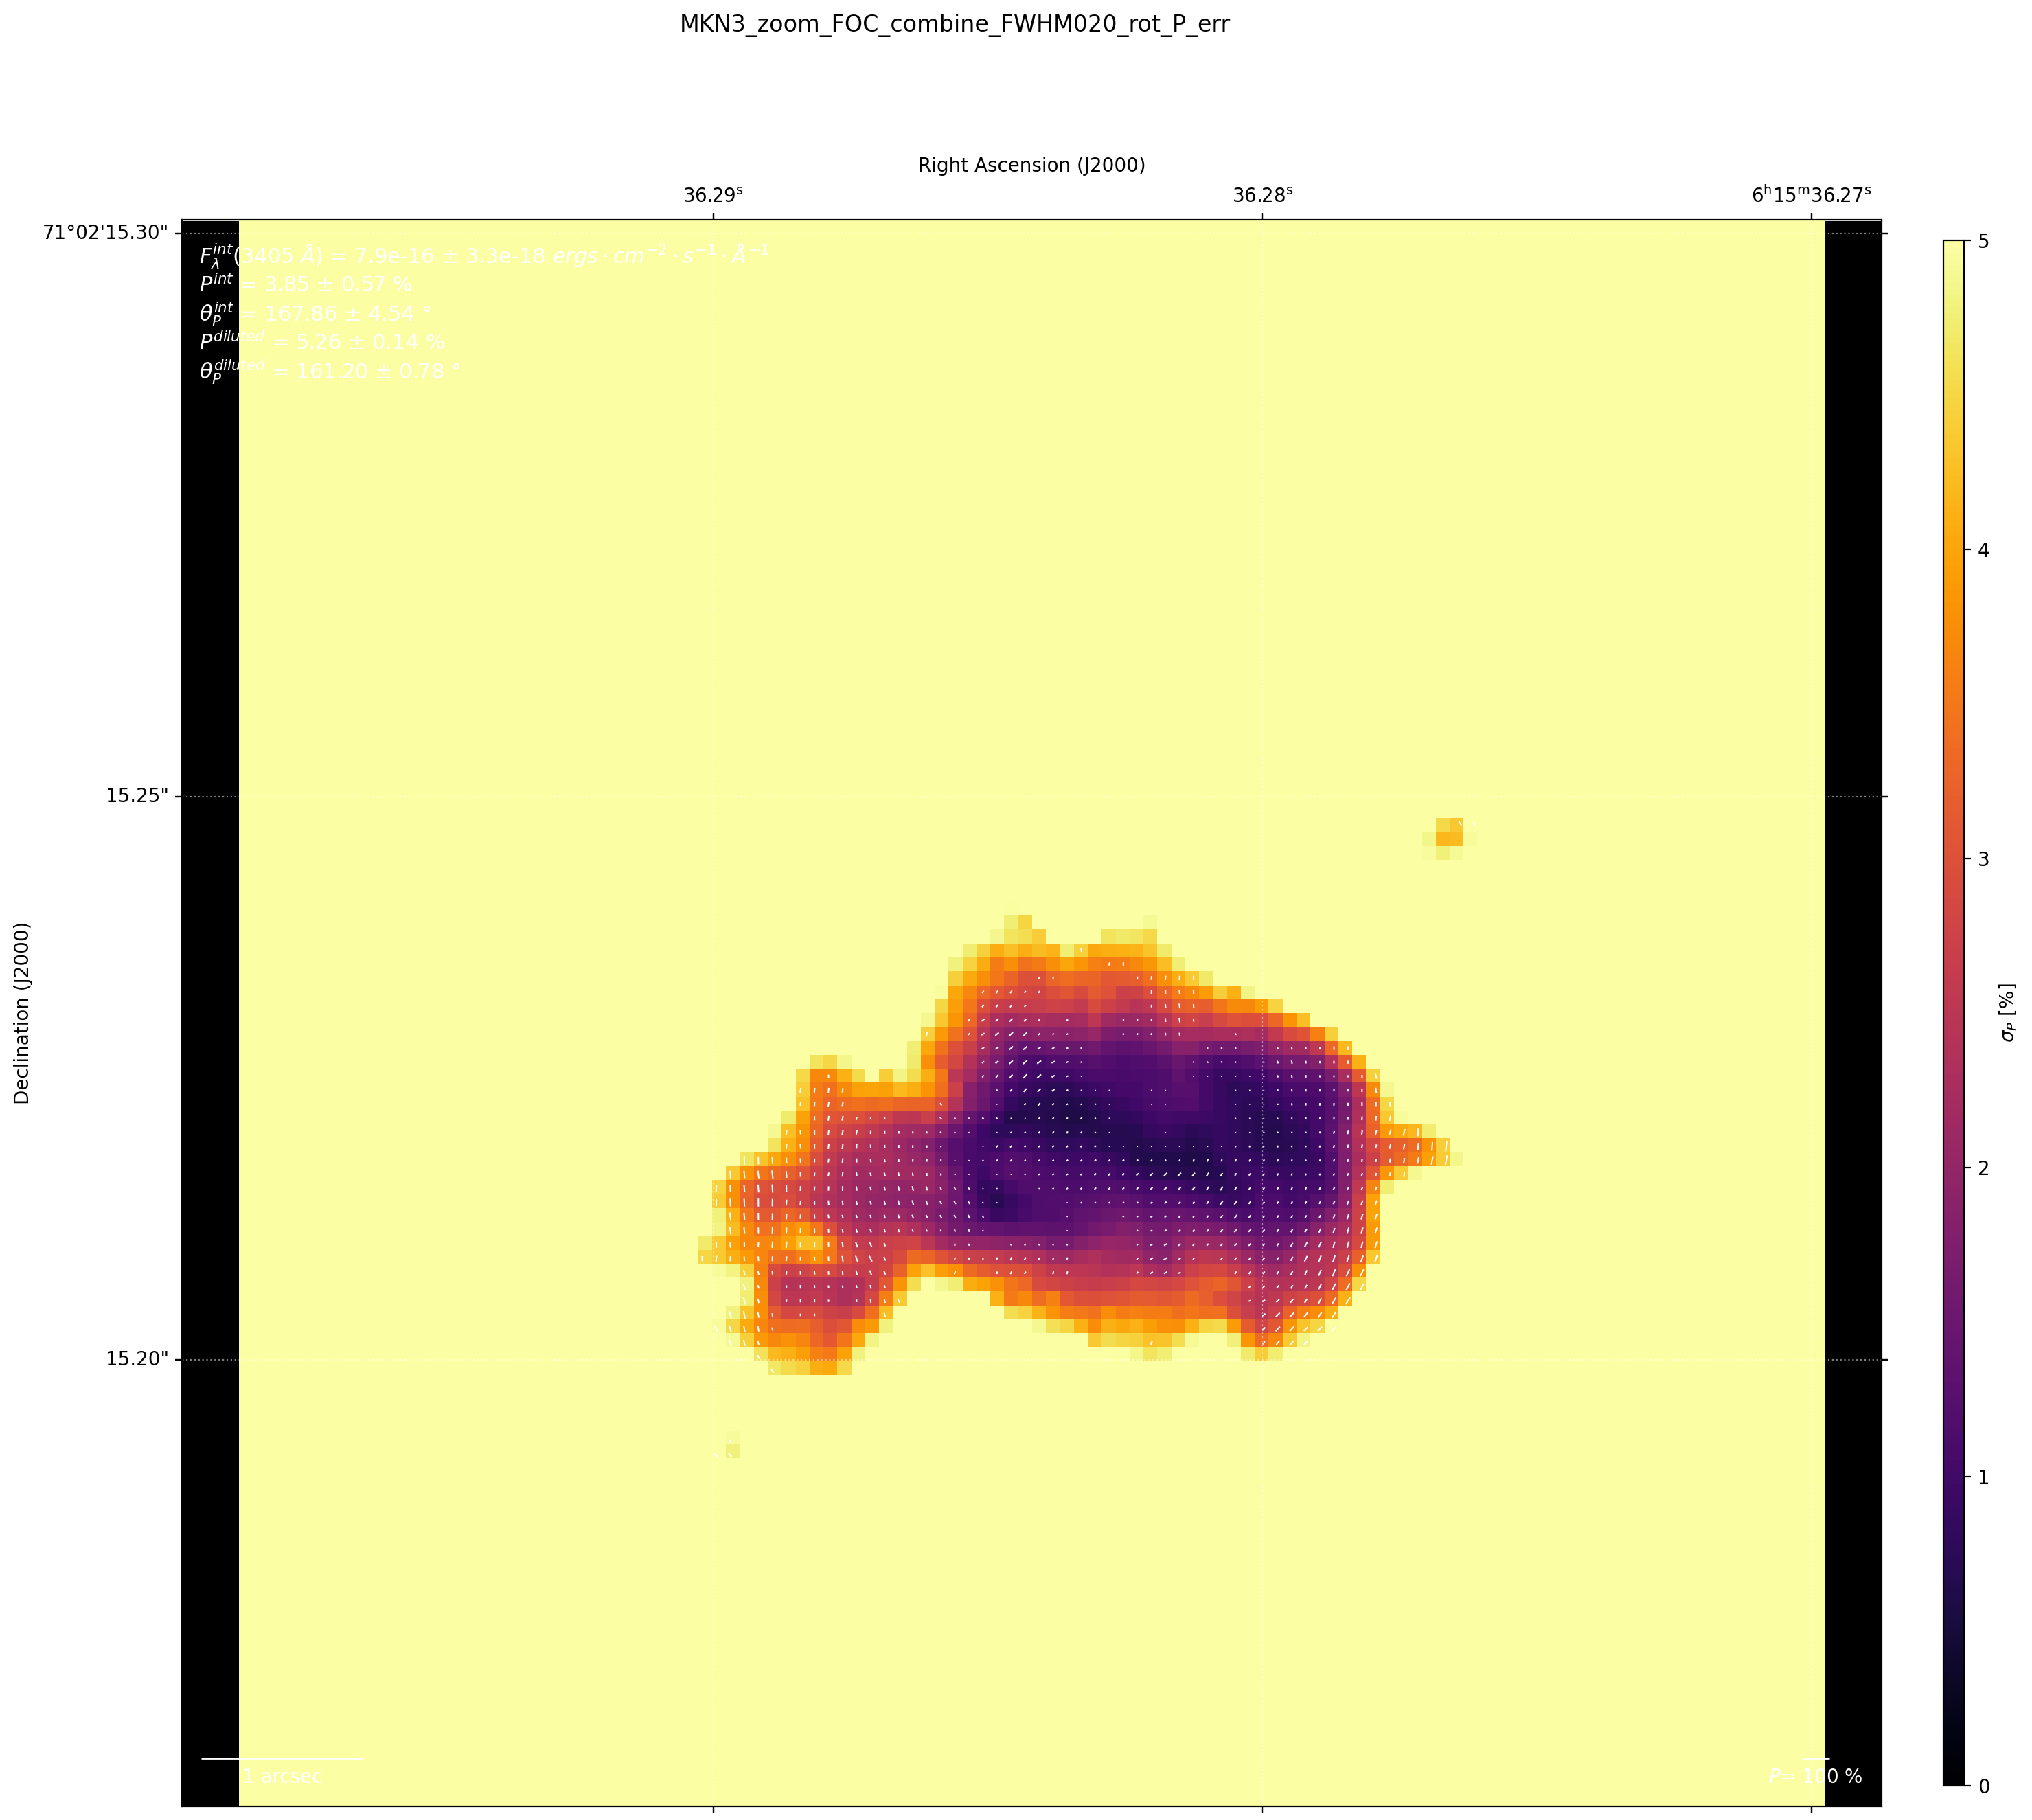 MKN3_zoom_FOC_combine_FWHM020_rot_P_err
Right Ascension (J2000)
36.29ˢ 36.28ˢ 6ʰ15ᵐ36.27ˢ
71°02'15.30"
15.25"
15.20"
Declination (J2000)
F_λ^int (3405 Å) = 7.9e-16 ± 3.3e-18 ergs · cm⁻² · s⁻¹ · Å⁻¹
P^int = 3.85 ± 0.57 %
θ_P^int = 167.86 ± 4.54 °
P^diluted = 5.26 ± 0.14 %
θ_P^diluted = 161.20 ± 0.78 °
1 arcsec
P= 100 %
5
4
3
2
1
0
σ_P [%]